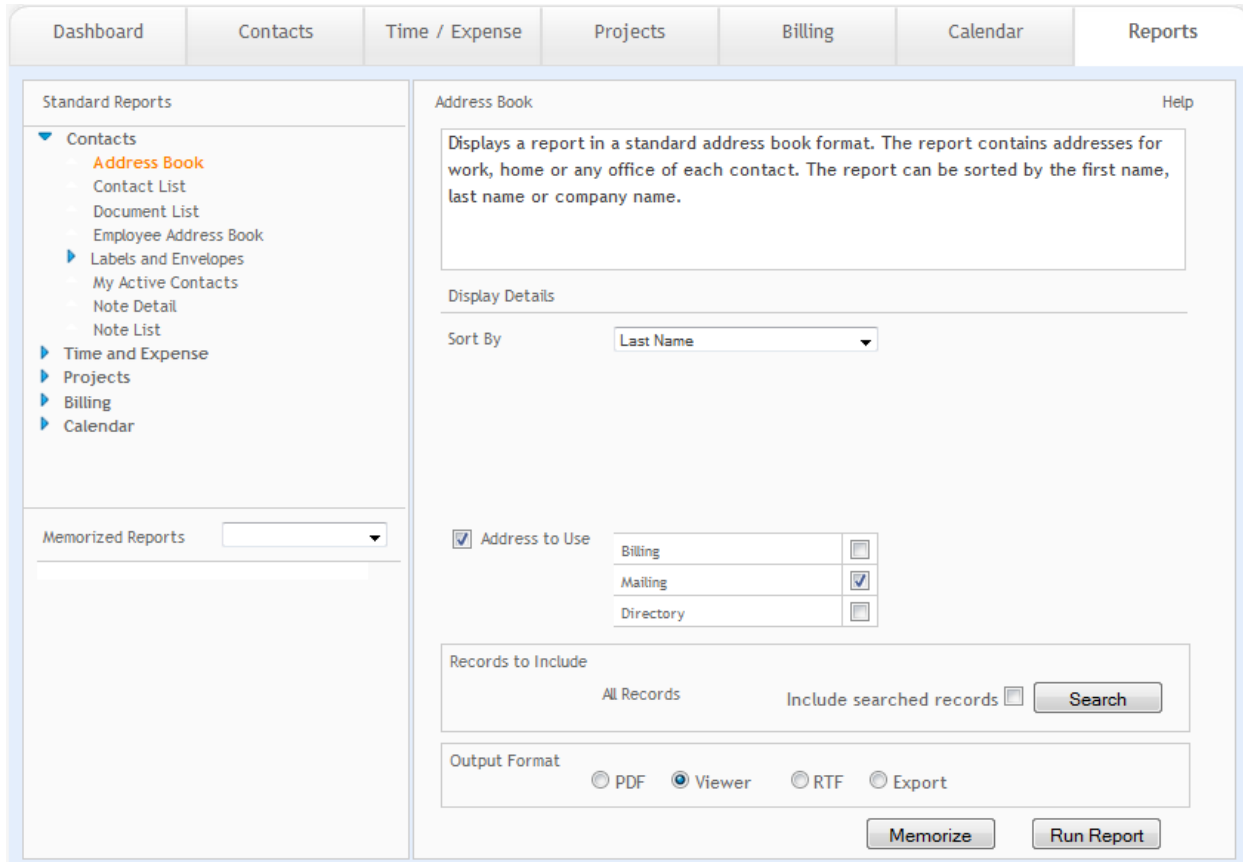 Dashboard Contacts Time / Expense Projects Billing Calendar Reports
Standard Reports
Contacts
Address Book
Contact List
Document List
Employee Address Book
Labels and Envelopes
My Active Contacts
Note Detail
Note List
Time and Expense
Projects
Billing
Calendar
Memorized Reports
Address Book Help
Displays a report in a standard address book format. The report contains addresses for
work, home or any office of each contact. The report can be sorted by the first name,
last name or company name.
Display Details
Sort By Last Name
Address to Use
Billing
Mailing
Directory
Records to Include
All Records Include searched records Search
Output Format
PDF Viewer RTF Export
Memorize Run Report